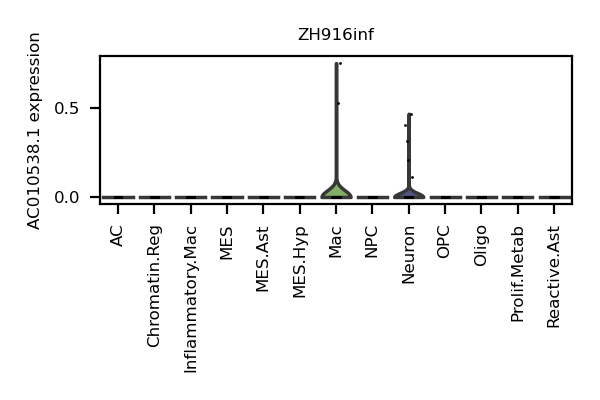 ZH916inf
AC010538.1 expression
0.5
0.0
AC
Chromatin.Reg
Inflammatory.Mac
MES
MES.Ast
MES.Hyp
Mac
NPC
Neuron
OPC
Oligo
Prolif.Metab
Reactive.Ast